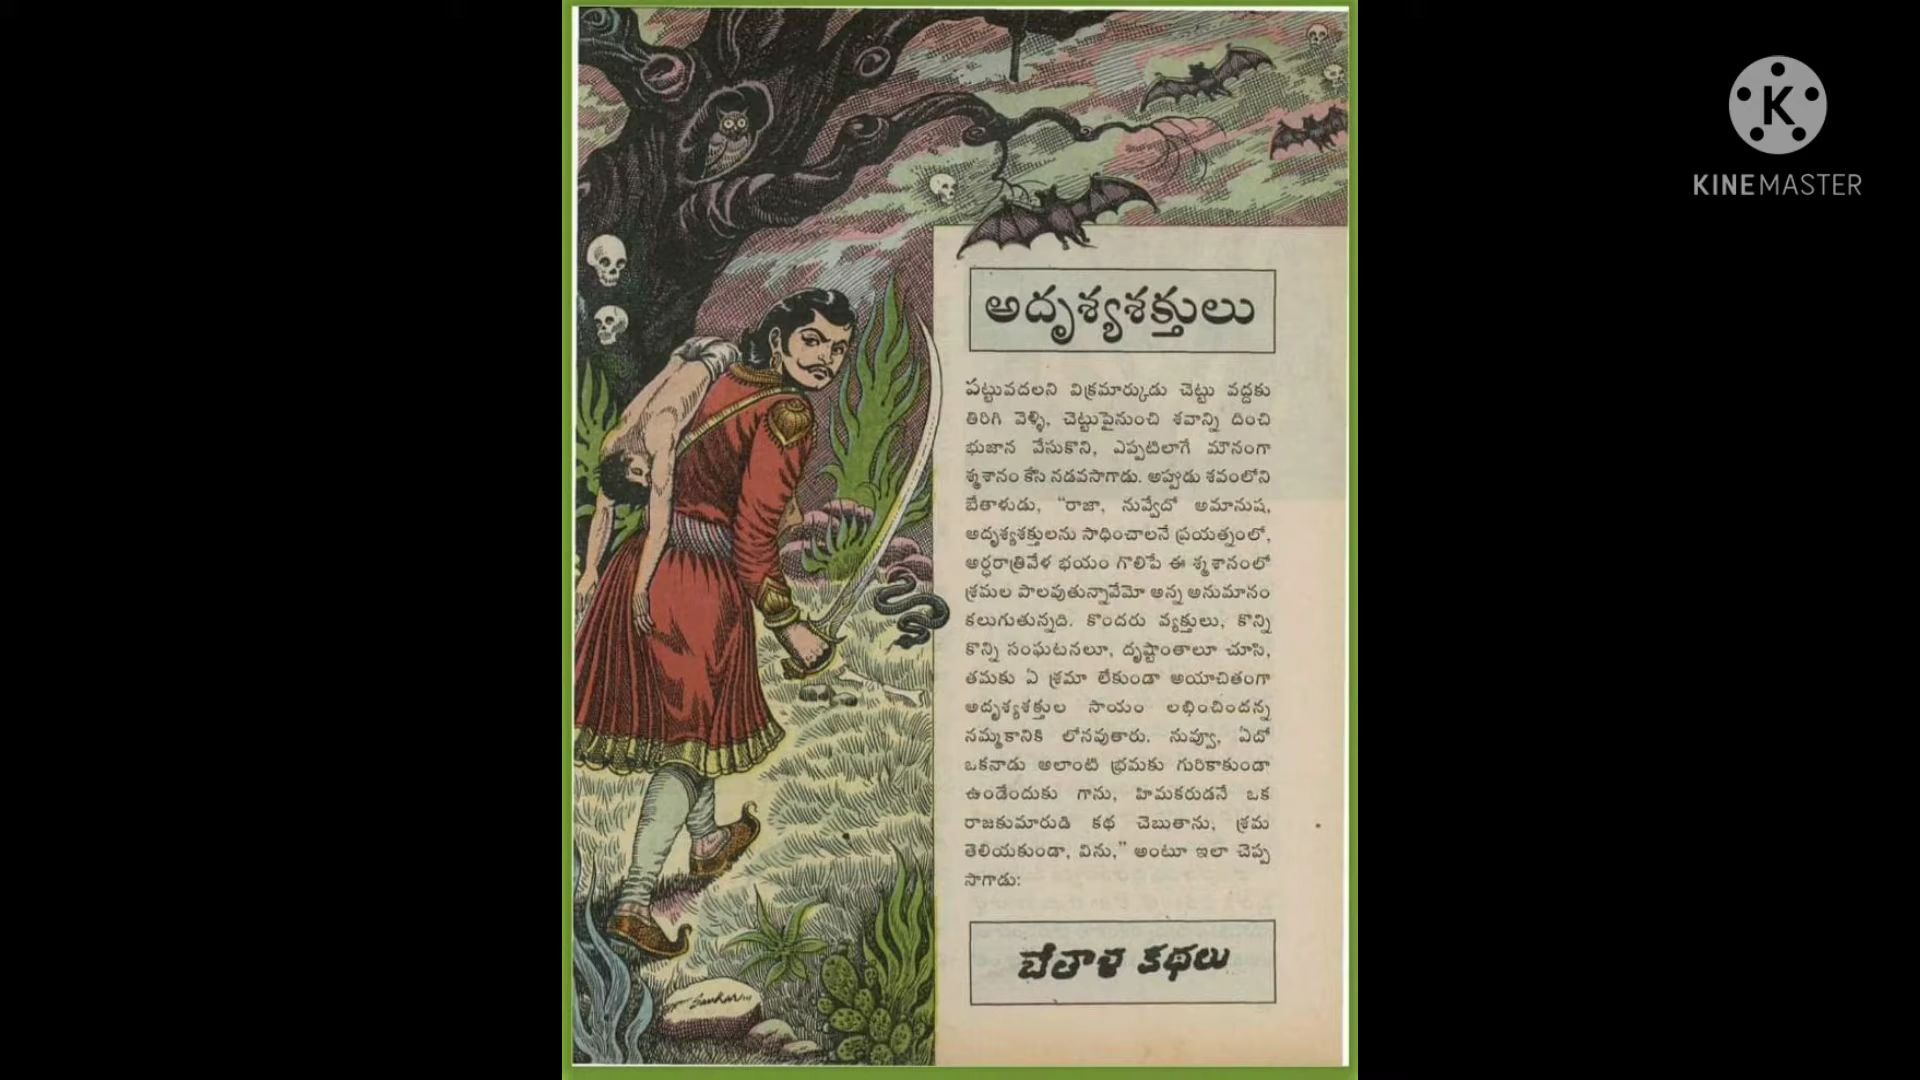 అదృశ్యశక్తులు
పట్టువదలని విక్రమార్కుడు చెట్టు వద్దకు
తిరిగి వెళ్ళి, చెట్టుపైనుంచి శవాన్ని దించి
భుజాన వేసుకొని, ఎప్పటిలాగే మౌనంగా
శ్మశానం కేసి నడవసాగాడు. అప్పుడు శవంలోని
బేతాళుడు, “రాజా, నువ్వేదో అమానుష,
అదృశ్యశక్తులను సాధించాలనే ప్రయత్నంలో,
అర్ధరాత్రివేళ భయం గొలిపే ఈ శ్మశానంలో
శ్రమల పాలవుతున్నావేమో అన్న అనుమానం
కలుగుతున్నది. కొందరు వ్యక్తులు, కొన్ని
కొన్ని సంఘటనలూ, దృష్టాంతాలూ చూసి,
తమకు ఏ శ్రమా లేకుండా అయాచితంగా
అదృశ్యశక్తుల సాయం లభించిందన్న
నమ్మకానికి లోనవుతారు. నువ్వూ, ఏదో
ఒకనాడు అలాంటి భ్రమకు గురికాకుండా
ఉండేందుకు గాను, హిమకరుడనే ఒక
రాజకుమారుడి కథ చెబుతాను, శ్రమ
తెలియకుండా, విను,” అంటూ ఇలా చెప్ప
సాగాడు:
బేతాళ కథలు
Sankar
K
KINEMASTER